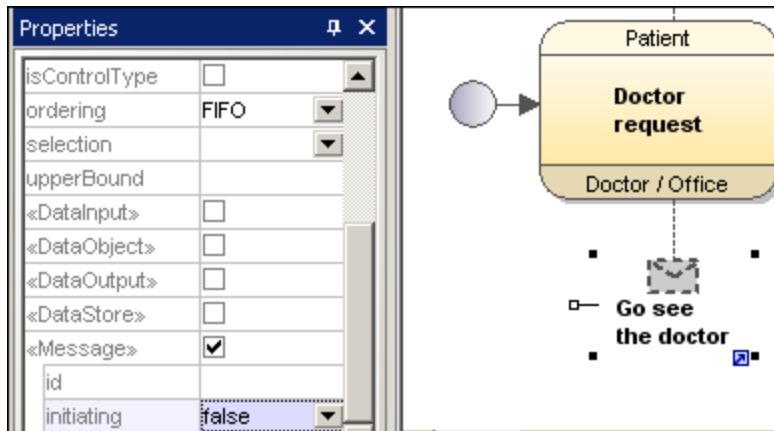 Properties
isControlType
ordering FIFO
selection
upperBound
«DataInput»
«DataObject»
«DataOutput»
«DataStore»
«Message»
id
initiating false
Patient
Doctor
request
Doctor / Office
Go see
the doctor